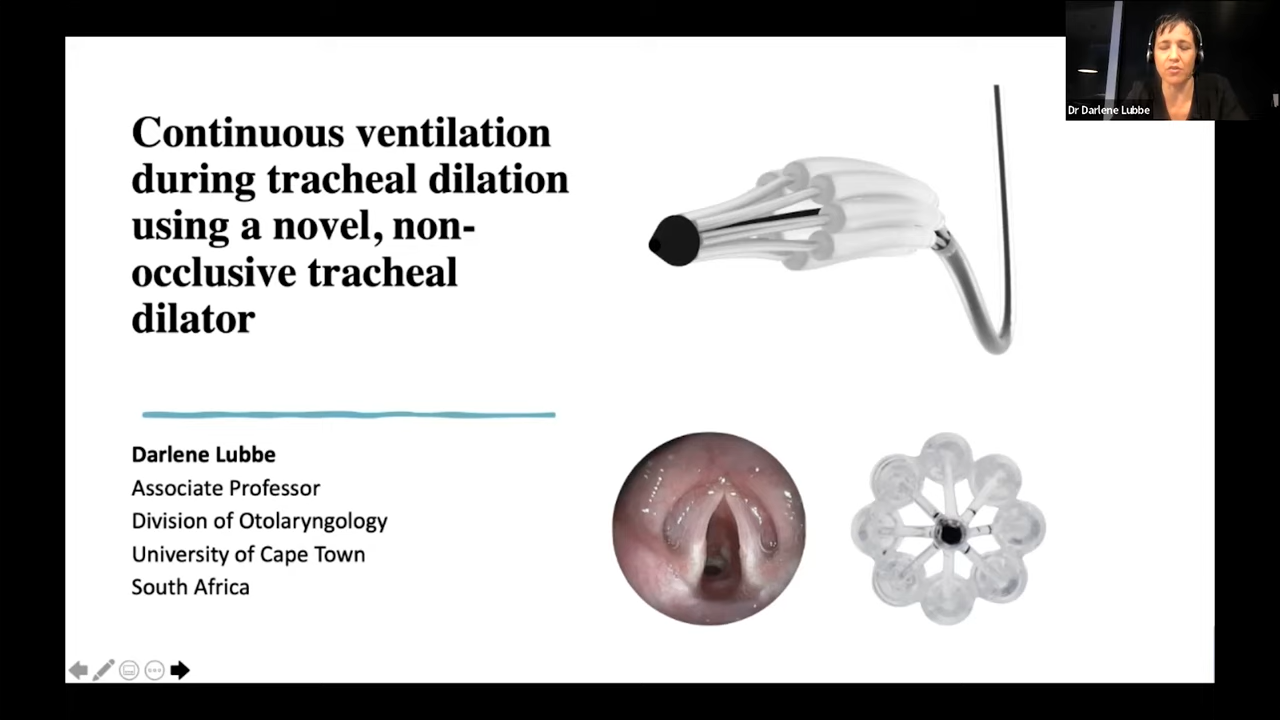 Dr Darlene Lubbe
Continuous ventilation
during tracheal dilation
using a novel, non-
occlusive tracheal
dilator
Darlene Lubbe
Associate Professor
Division of Otolaryngology
University of Cape Town
South Africa